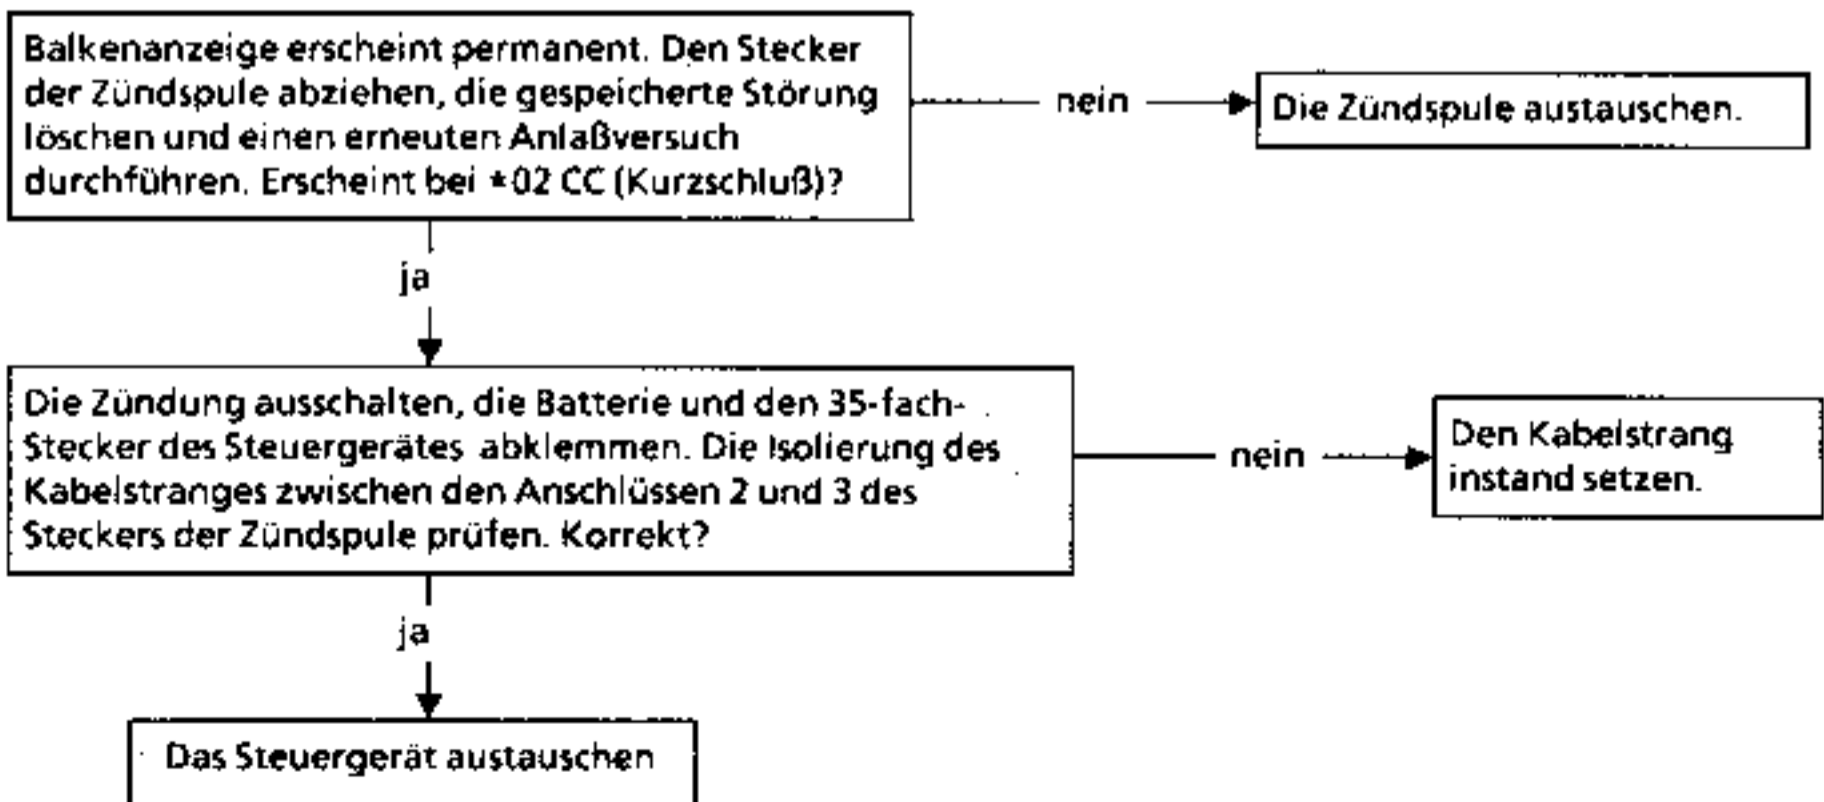 Balkenanzeige erscheint permanent. Den Stecker
der Zündspule abziehen, die gespeicherte Störung
löschen und einen erneuten Anlaßversuch
durchführen. Erscheint bei *02 CC (Kurzschluß)?
nein
Die Zündspule austauschen.
ja
Die Zündung ausschalten, die Batterie und den 35-fach-
Stecker des Steuergerätes abklemmen. Die Isolierung des
Kabelstranges zwischen den Anschlüssen 2 und 3 des
Steckers der Zündspule prüfen. Korrekt?
nein
Den Kabelstrang
instand setzen.
ja
Das Steuergerät austauschen